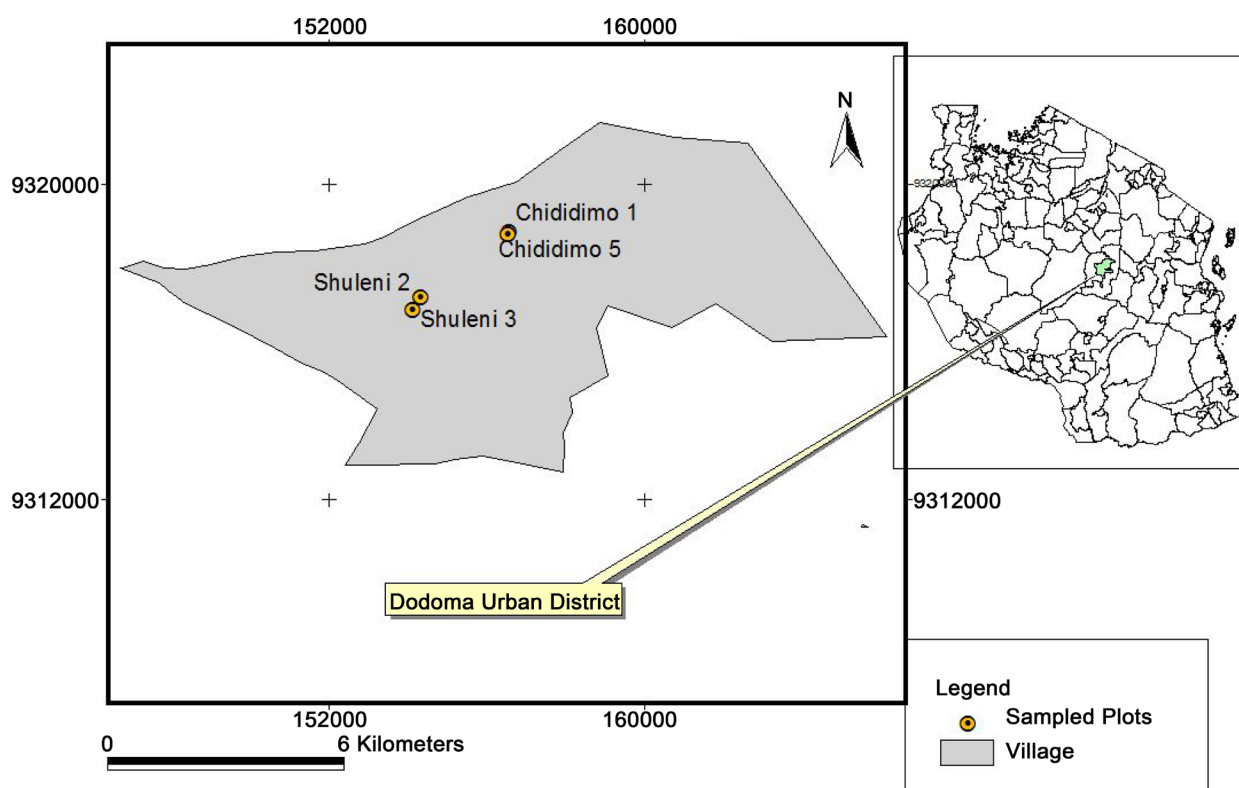 152000 160000
N
9320000 9320000
Chididimo 1
Chididimo 5
Shuleni 2
Shuleni 3
9312000 9312000
Dodoma Urban District
152000 160000
0 6 Kilometers
Legend
Sampled Plots
Village